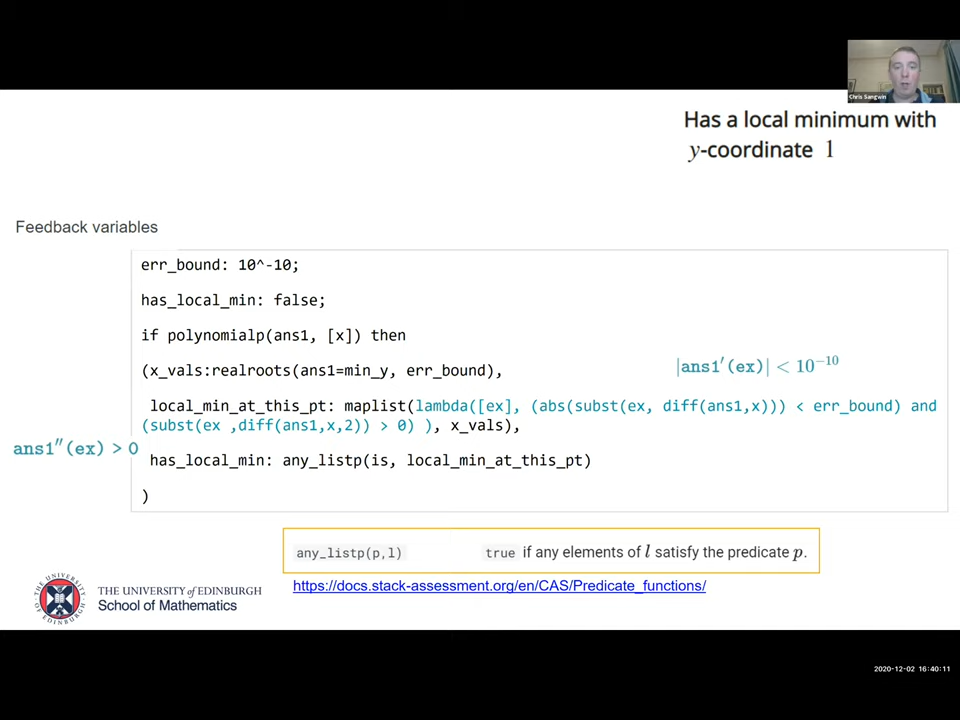 Chris Sangwin
Has a local minimum with
y-coordinate 1
Feedback variables
err_bound: 10^-10;
has_local_min: false;
if polynomialp(ans1, [x]) then
(x_vals:realroots(ans1=min_y, err_bound),
|ans1′(ex)| < 10⁻¹⁰
local_min_at_this_pt: maplist(lambda([ex], (abs(subst(ex, diff(ans1,x))) < err_bound) and
(subst(ex ,diff(ans1,x,2)) > 0) ), x_vals),
ans1″(ex) > 0
has_local_min: any_listp(is, local_min_at_this_pt)
)
any_listp(p,l) true if any elements of l satisfy the predicate p.
https://docs.stack-assessment.org/en/CAS/Predicate_functions/
THE UNIVERSITY of EDINBURGH
School of Mathematics
THE UNIVERSITY OF EDINBURGH
2020-12-02 16:40:11